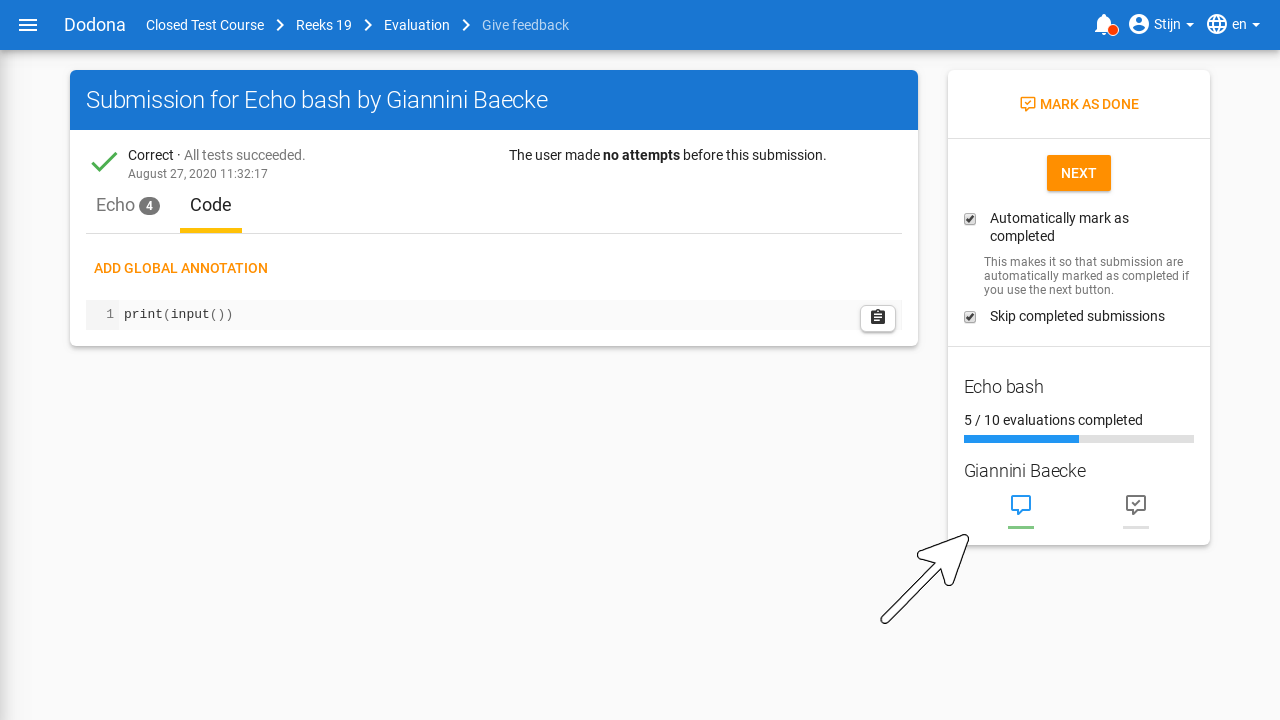 Dodona Closed Test Course Reeks 19 Evaluation Give feedback Stijn en
Submission for Echo bash by Giannini Baecke
Correct · All tests succeeded.
August 27, 2020 11:32:17
The user made no attempts before this submission.
Echo 4 Code
ADD GLOBAL ANNOTATION
1 print(input())
MARK AS DONE
NEXT
Automatically mark as
completed
This makes it so that submission are
automatically marked as completed if
you use the next button.
Skip completed submissions
Echo bash
5 / 10 evaluations completed
Giannini Baecke